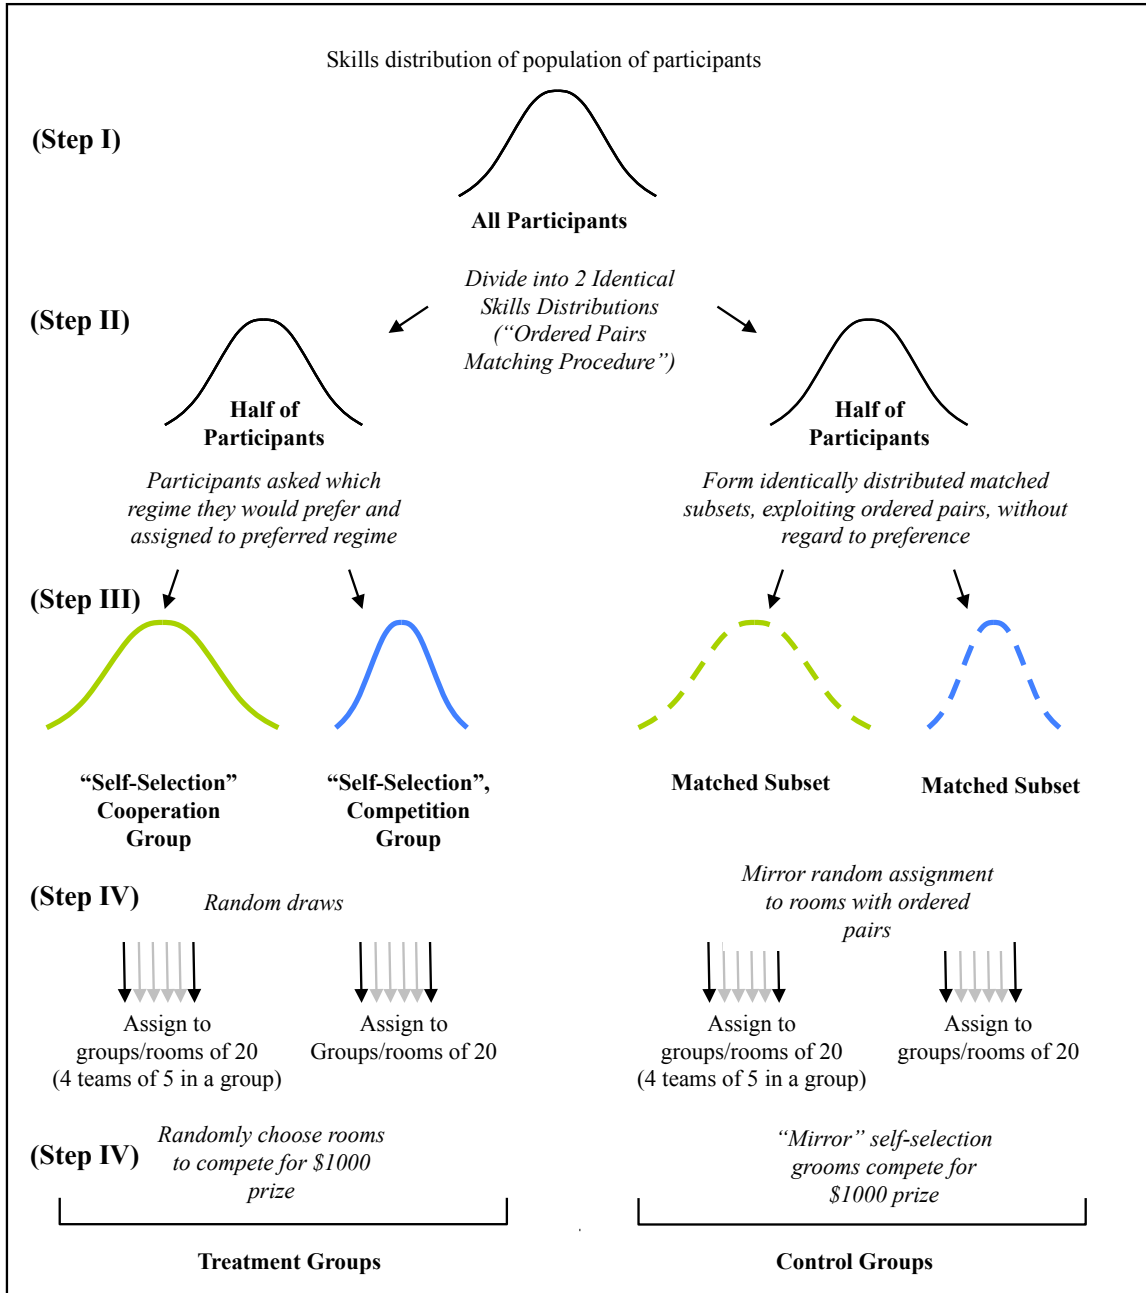 Skills distribution of population of participants
(Step I)
All Participants
Divide into 2 Identical
Skills Distributions
(“Ordered Pairs
Matching Procedure”)
(Step II)
Half of
Participants
Half of
Participants
Participants asked which
regime they would prefer and
assigned to preferred regime
Form identically distributed matched
subsets, exploiting ordered pairs, without
regard to preference
(Step III)
“Self-Selection”
Cooperation
Group
“Self-Selection”,
Competition
Group
Matched Subset
Matched Subset
(Step IV)
Random draws
Mirror random assignment
to rooms with ordered
pairs
Assign to
groups/rooms of 20
(4 teams of 5 in a group)
Assign to
Groups/rooms of 20
Assign to
groups/rooms of 20
(4 teams of 5 in a group)
Assign to
groups/rooms of 20
(Step IV)
Randomly choose rooms
to compete for $1000
prize
“Mirror” self-selection
grooms compete for
$1000 prize
Treatment Groups
Control Groups